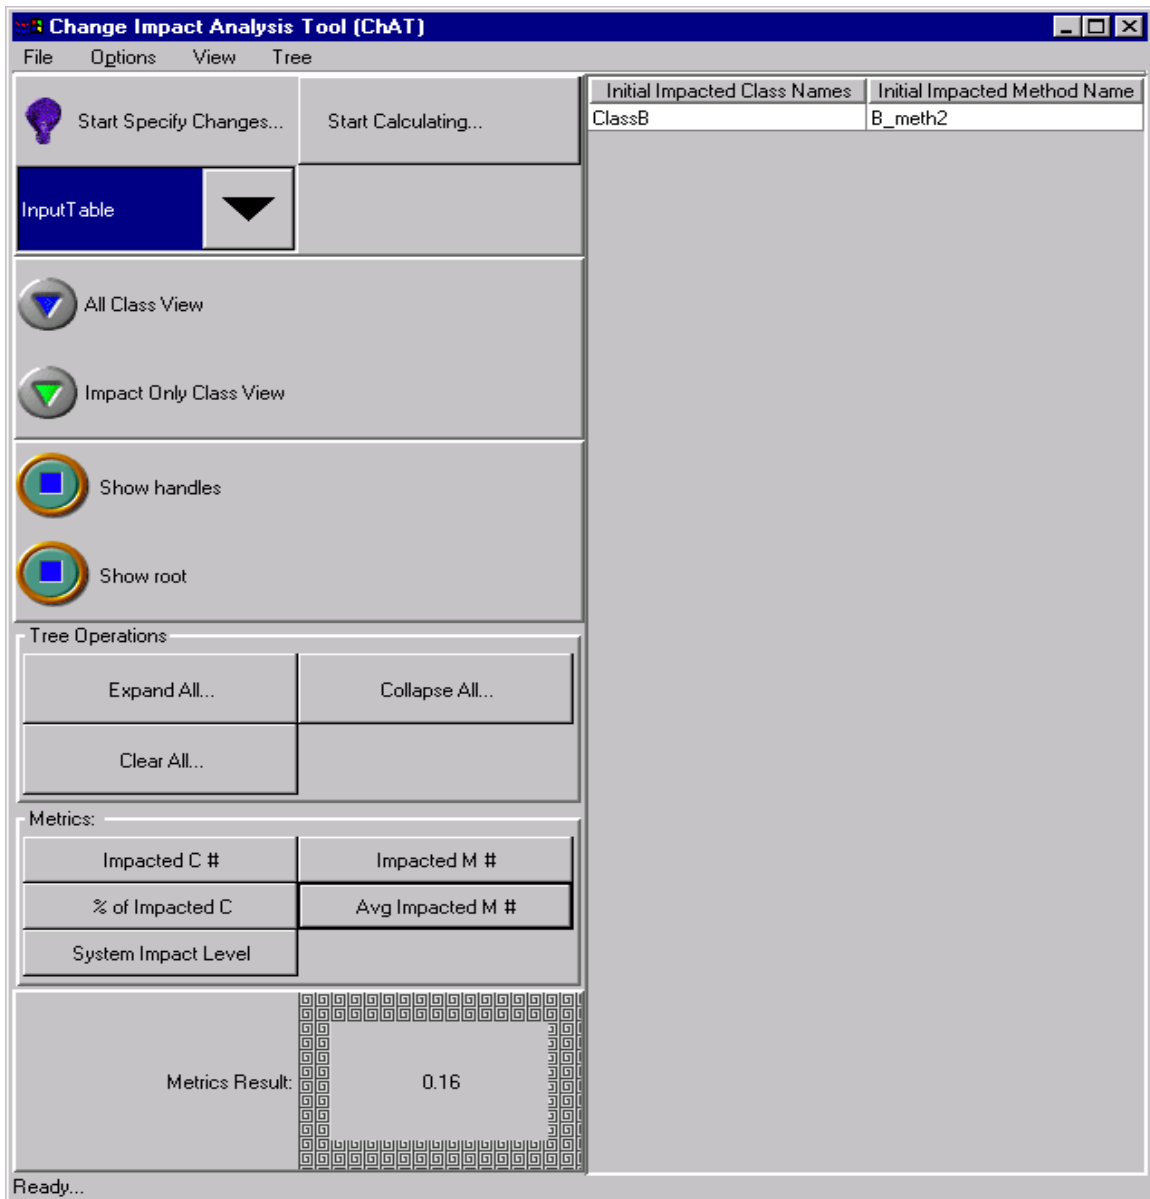 Change Impact Analysis Tool (ChAT)
File Options View Tree
Start Specify Changes... Start Calculating...
InputTable
All Class View
Impact Only Class View
Show handles
Show root
Tree Operations
Expand All... Collapse All...
Clear All...
Metrics:
Impacted C # Impacted M #
% of Impacted C Avg Impacted M #
System Impact Level
Metrics Result: 0.16
Initial Impacted Class Names Initial Impacted Method Name
ClassB B_meth2
Ready...